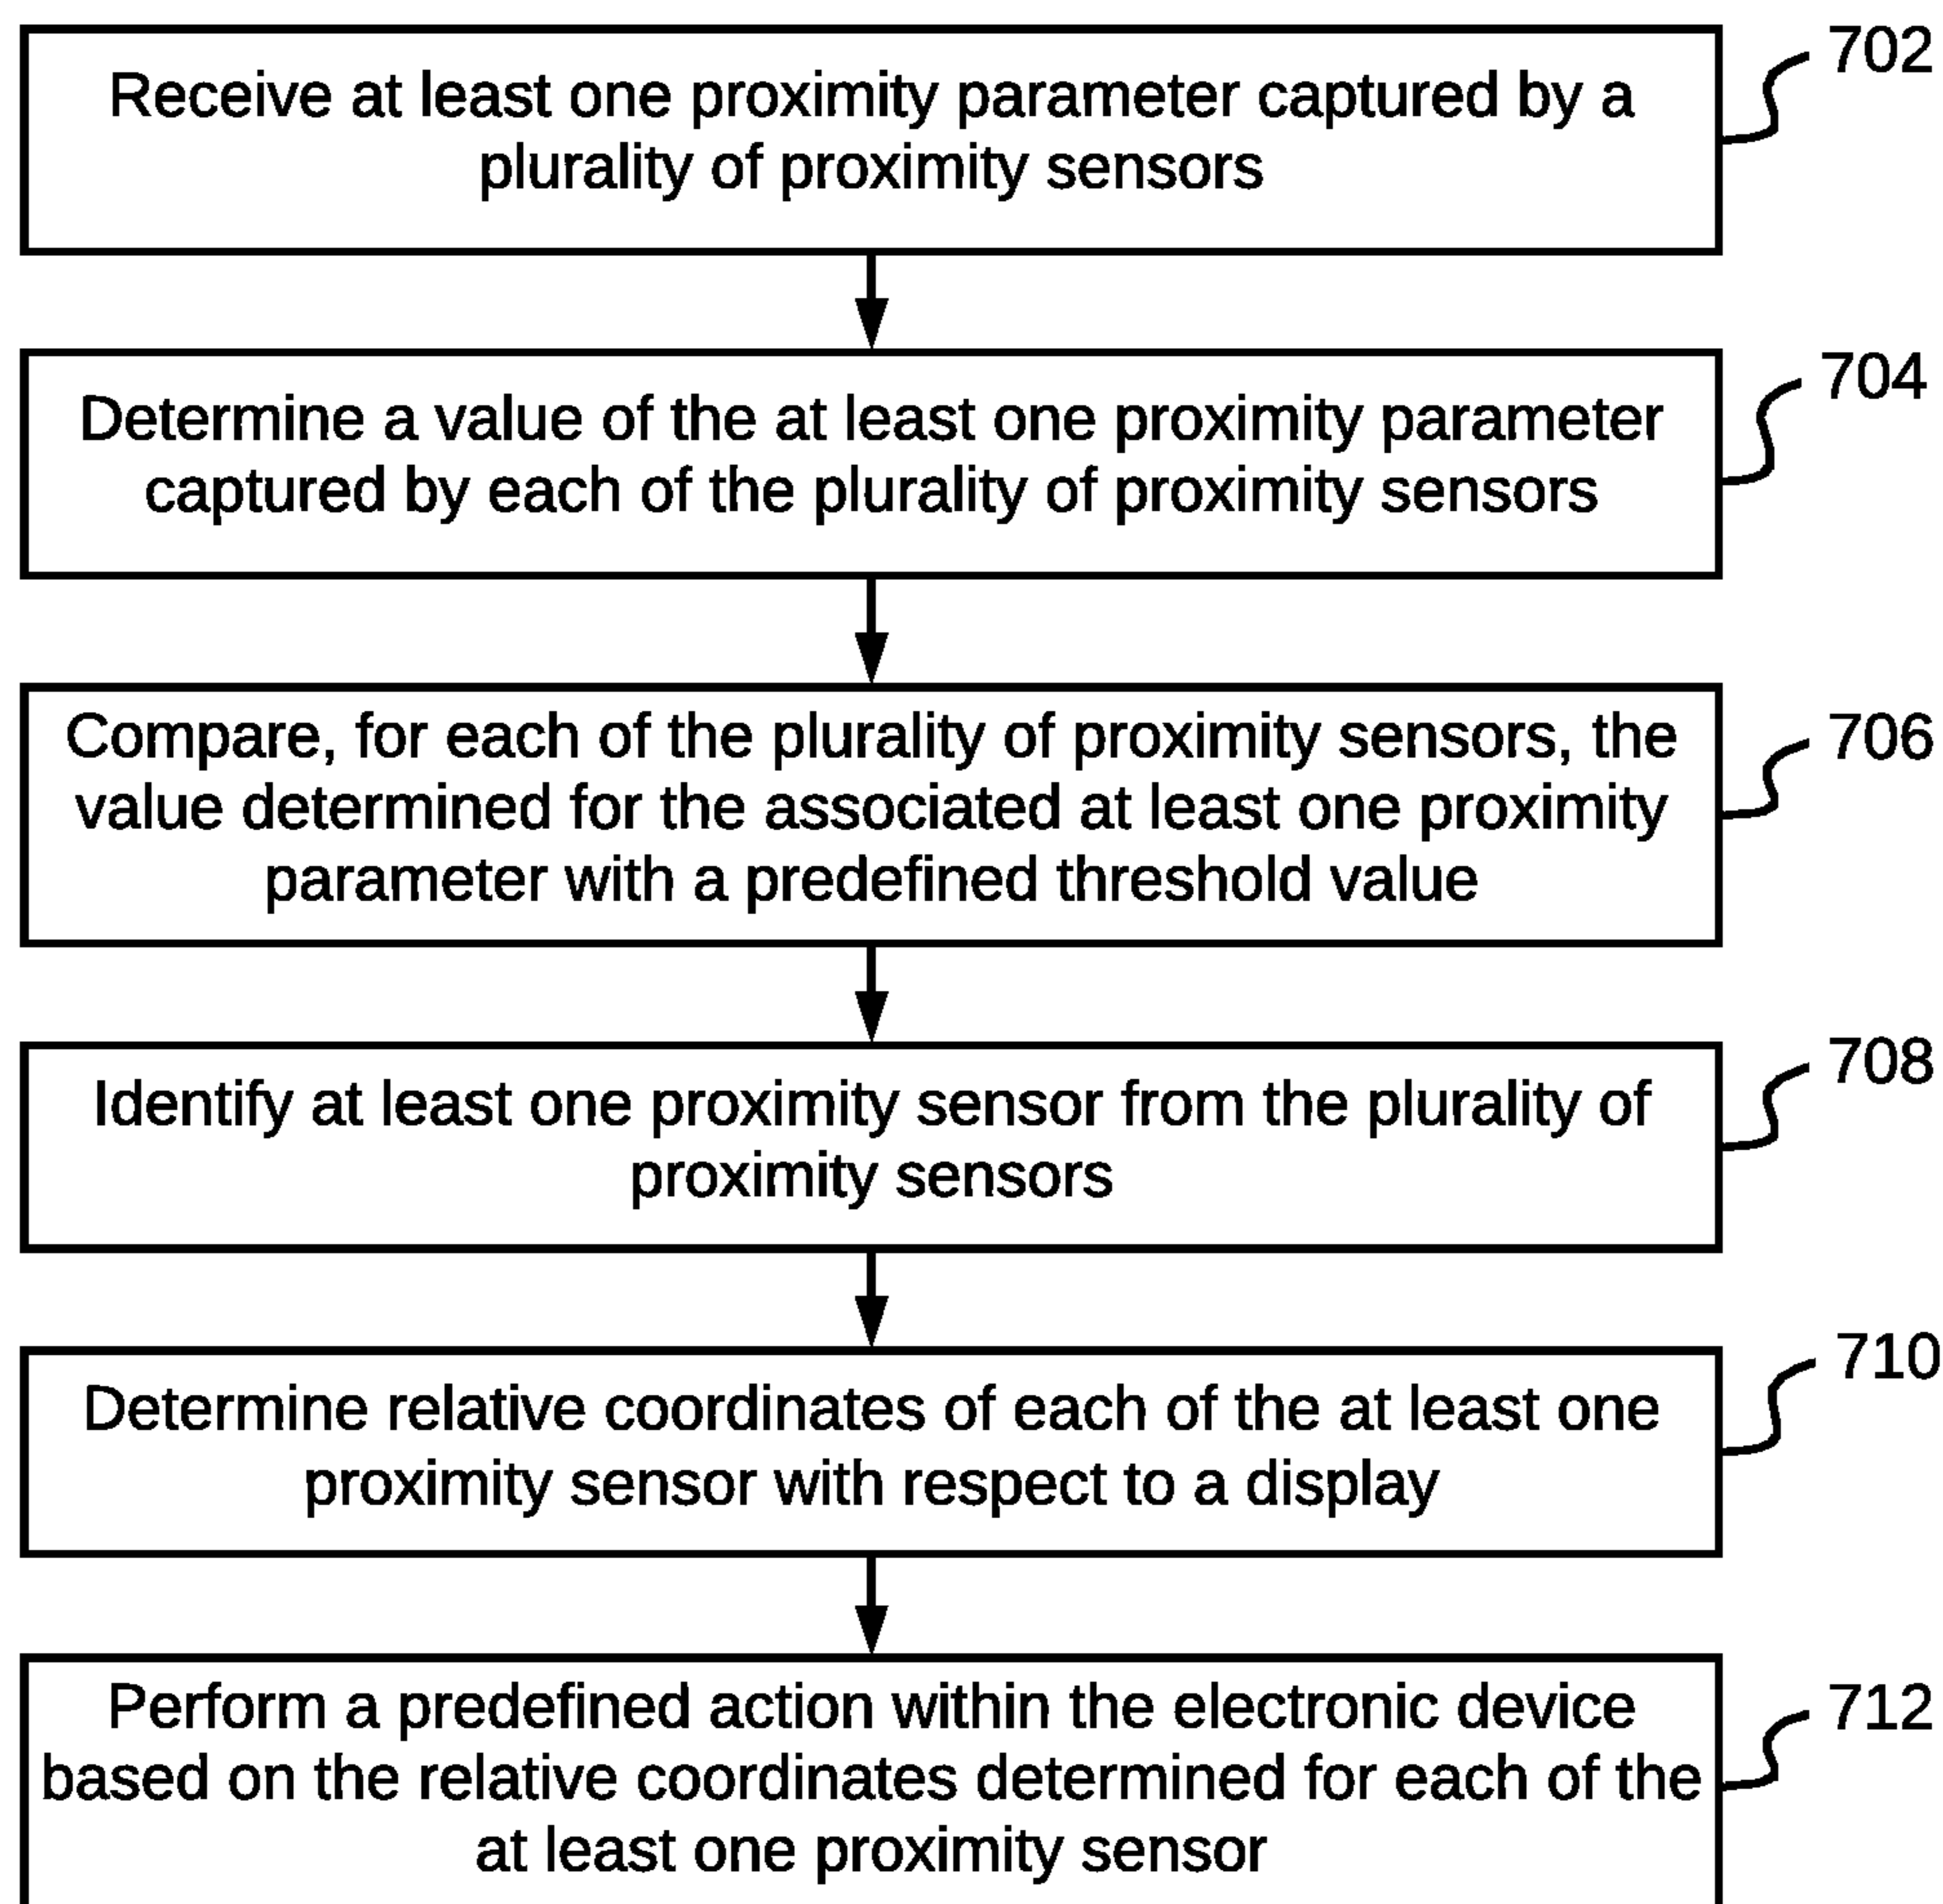 702
Receive at least one proximity parameter captured by a
plurality of proximity sensors
704
Determine a value of the at least one proximity parameter
captured by each of the plurality of proximity sensors
706
Compare, for each of the plurality of proximity sensors, the
value determined for the associated at least one proximity
parameter with a predefined threshold value
708
Identify at least one proximity sensor from the plurality of
proximity sensors
710
Determine relative coordinates of each of the at least one
proximity sensor with respect to a display
712
Perform a predefined action within the electronic device
based on the relative coordinates determined for each of the
at least one proximity sensor